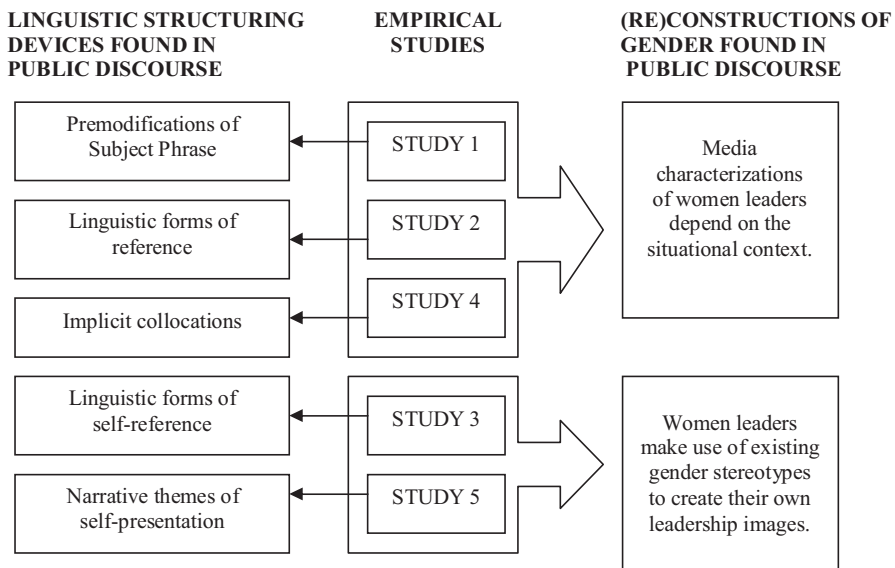 LINGUISTIC STRUCTURING
DEVICES FOUND IN
PUBLIC DISCOURSE
EMPIRICAL
STUDIES
(RE)CONSTRUCTIONS OF
GENDER FOUND IN
PUBLIC DISCOURSE
Premodifications of
Subject Phrase
STUDY 1
Linguistic forms of
reference
STUDY 2
Implicit collocations
STUDY 4
Media
characterizations
of women leaders
depend on the
situational context.
Linguistic forms of
self-reference
STUDY 3
Narrative themes of
self-presentation
STUDY 5
Women leaders
make use of existing
gender stereotypes
to create their own
leadership images.